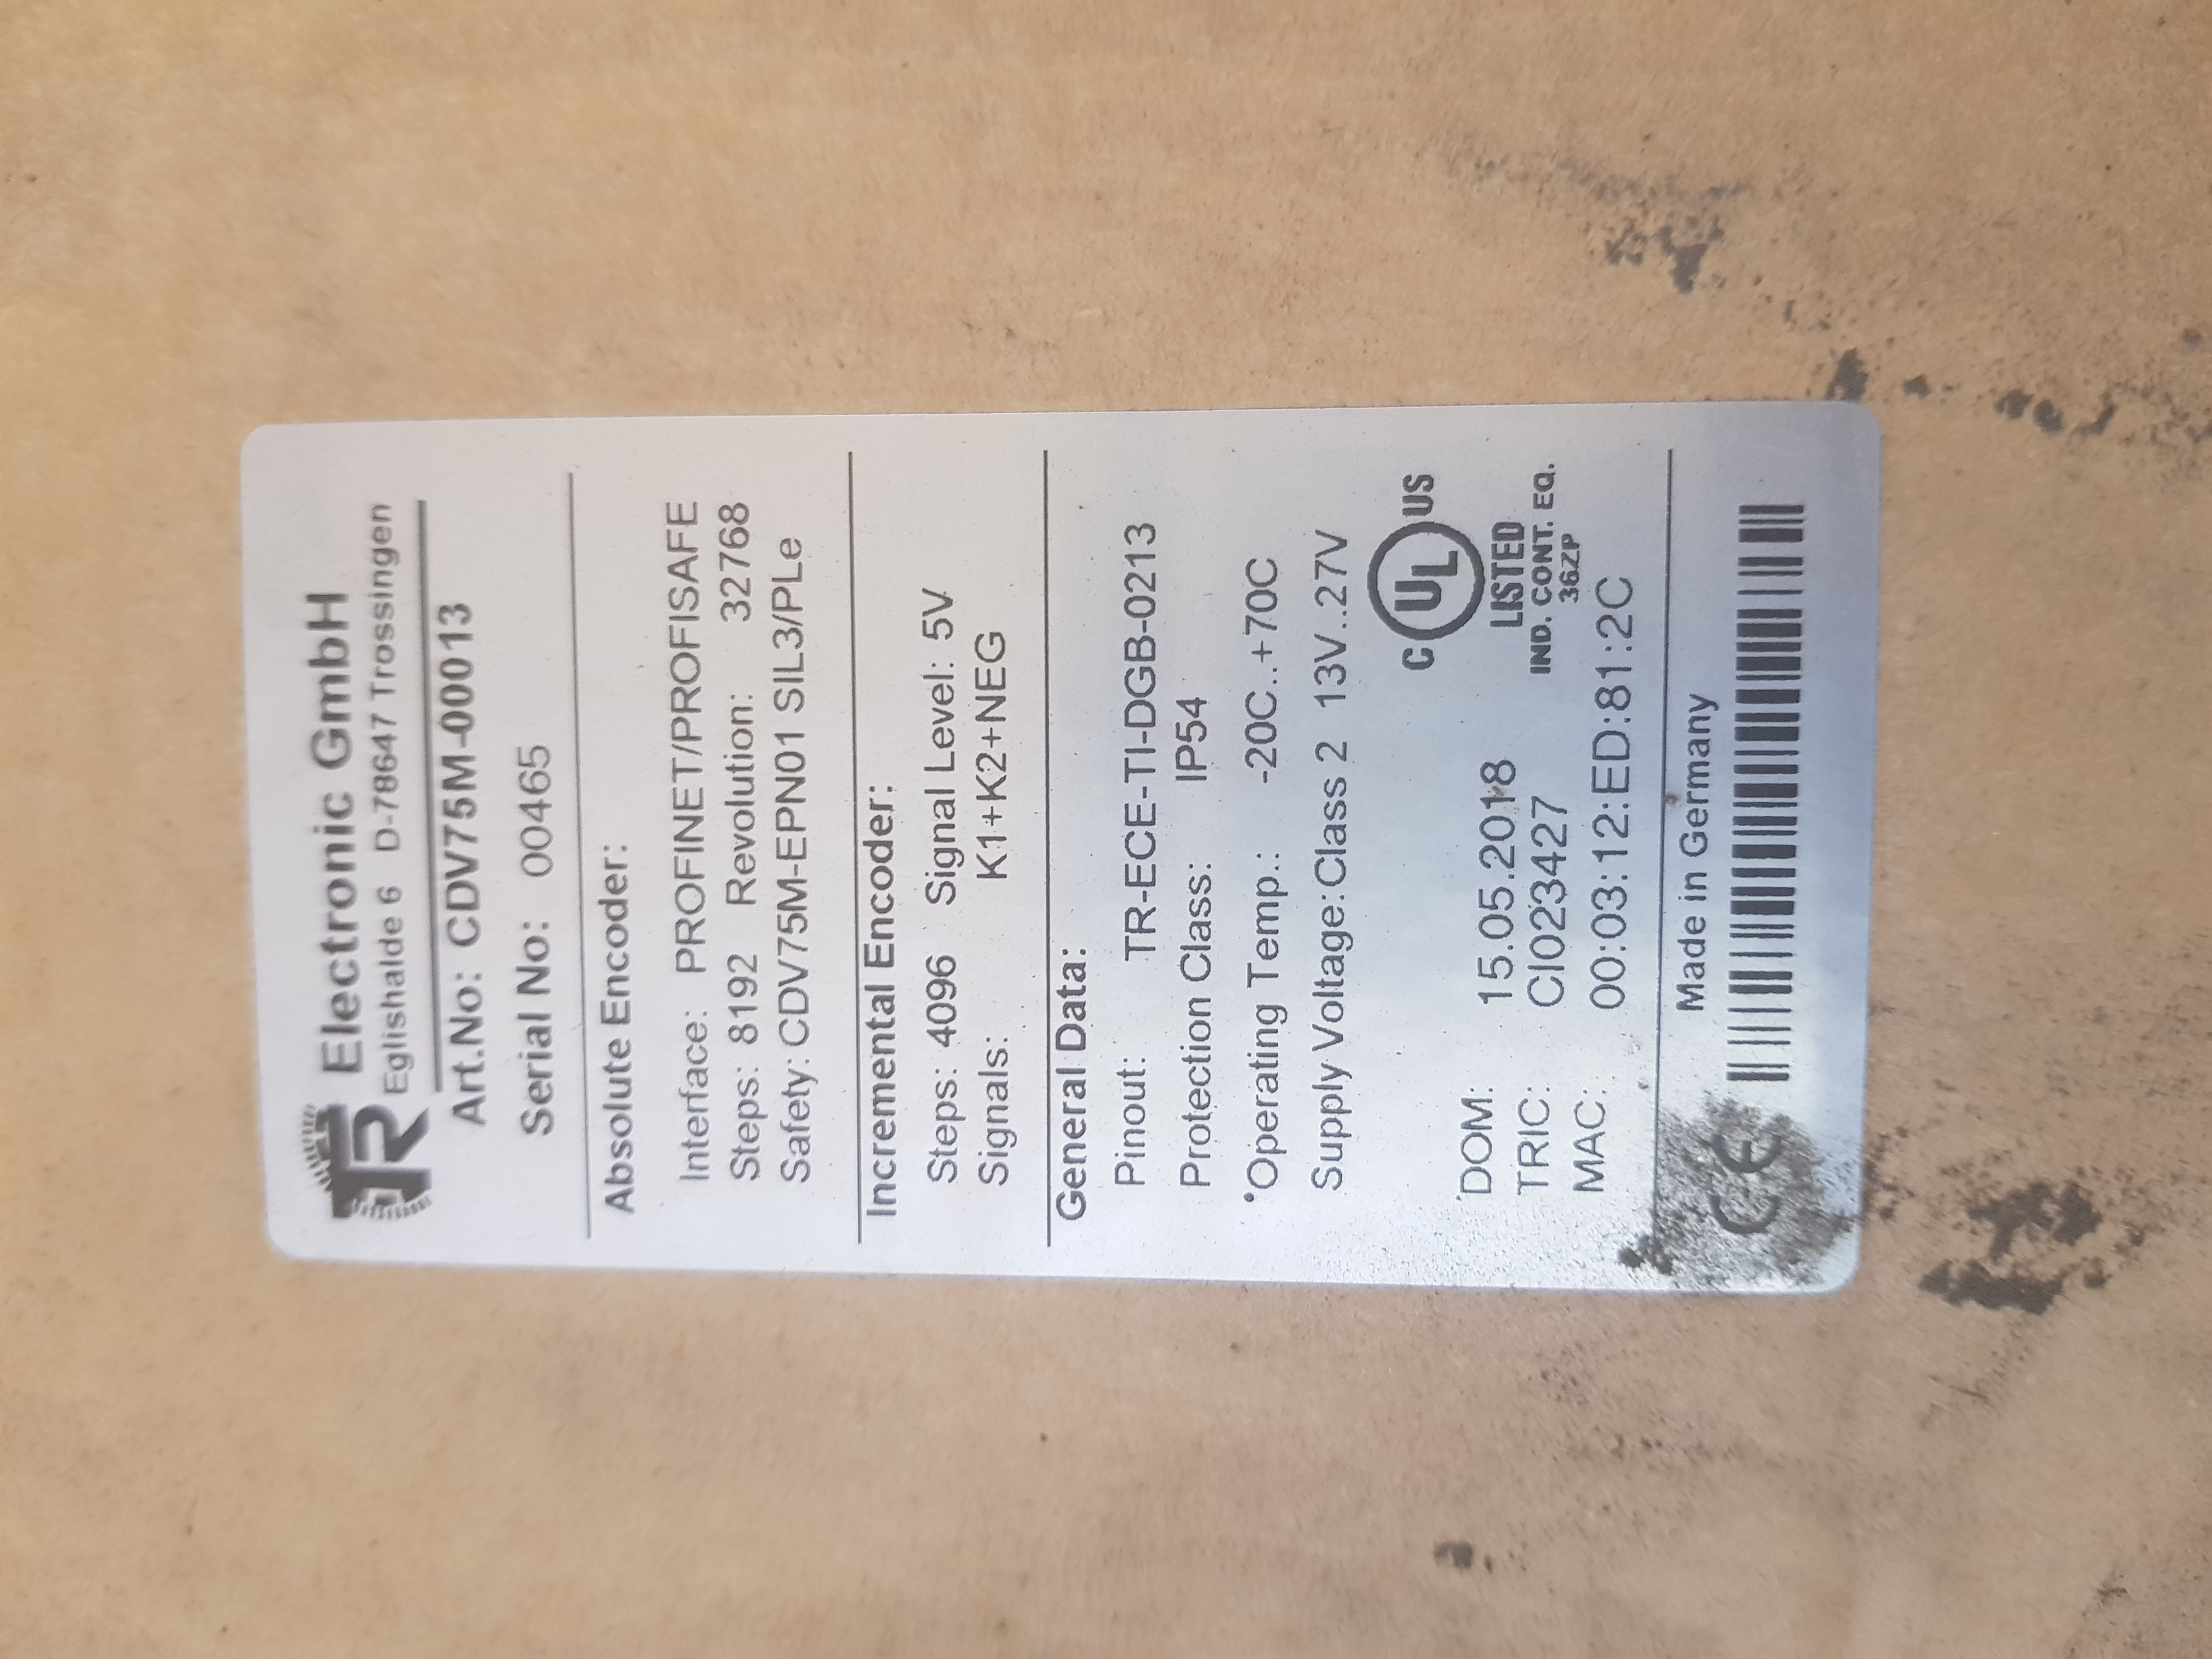 TR Electronic GmbH
Eglishalde 6 D-78647 Trossingen
Art.No: CDV75M-00013
Serial No: 00465
Absolute Encoder:
Interface: PROFINET/PROFISAFE
Steps: 8192 Revolution: 32768
Safety: CDV75M-EPN01 SIL3/PLe
Incremental Encoder:
Steps: 4096 Signal Level: 5V
Signals: K1+K2+NEG
General Data:
Pinout: TR-ECE-TI-DGB-0213
Protection Class: IP54
*Operating Temp.: -20C..+70C
Supply Voltage: Class 2 13V..27V
C UL US
LISTED
IND. CONT. EQ.
36ZP
DOM: 15.05.2018
TRIC: CI023427
MAC: 00:03:12:ED:81:2C
Made in Germany
CE